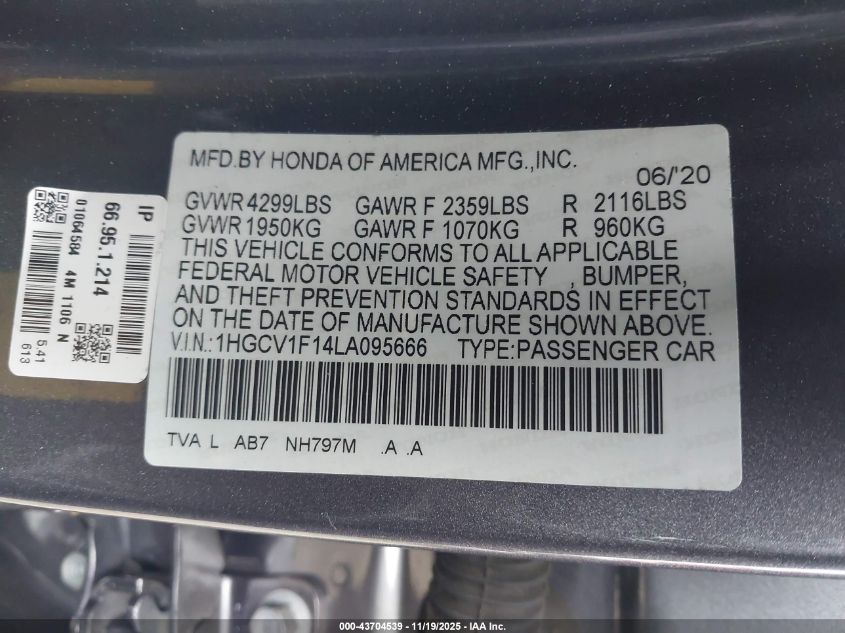 MFD.BY HONDA OF AMERICA MFG.,INC.
06/'20
GVWR 4299LBS GAWR F 2359LBS R 2116LBS
GVWR 1950KG GAWR F 1070KG R 960KG
THIS VEHICLE CONFORMS TO ALL APPLICABLE
FEDERAL MOTOR VEHICLE SAFETY , BUMPER,
AND THEFT PREVENTION STANDARDS IN EFFECT
ON THE DATE OF MANUFACTURE SHOWN ABOVE.
V.I.N.:1HGCV1F14LA095666 TYPE:PASSENGER CAR
TVA L AB7 NH797M .A .A
IP
66.95.1.214
01064584 4M 1106 N
5.41
613
000-43704539 - 11/19/2025 - IAA Inc.